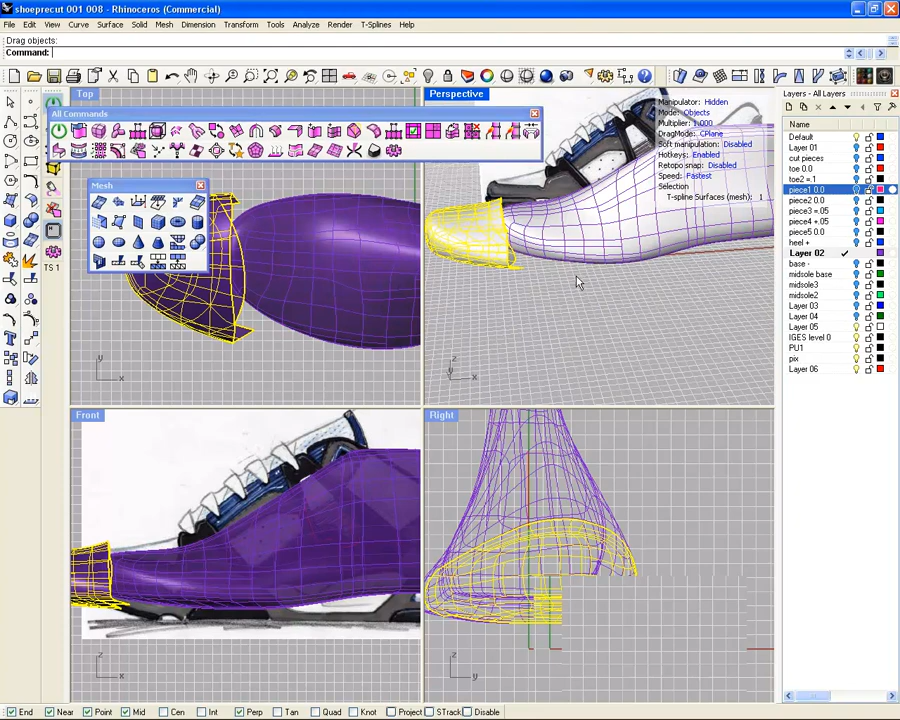 shoeprecut 001 008 - Rhinoceros (Commercial)
File Edit View Curve Surface Solid Mesh Dimension Transform Tools Analyze Render T-Splines Help
Drag objects:
Command:
Top
All Commands
Mesh
TS 1
Perspective
Manipulator: Hidden
Mode: Objects
Multiplier: 1.000
DragMode: CPlane
Soft manipulation: Disabled
Hotkeys: Enabled
Retopo snap: Disabled
Speed: Fastest
Selection
T-spline Surfaces (mesh): 1
y
x
z
x
Front
z
x
Right
z
y
Layers - All Layers
Name
Default
Layer 01
cut pieces
toe 0.0
toe2 =.1
piece1 0.0
piece2 0.0
piece3 =.05
piece4 +.05
piece5 0.0
heel +
Layer 02
base -
midsole base
midsole3
midsole2
Layer 03
Layer 04
Layer 05
IGES level 0
PU1
pix
Layer 06
End Near Point Mid Cen Int Perp Tan Quad Knot Project STrack Disable